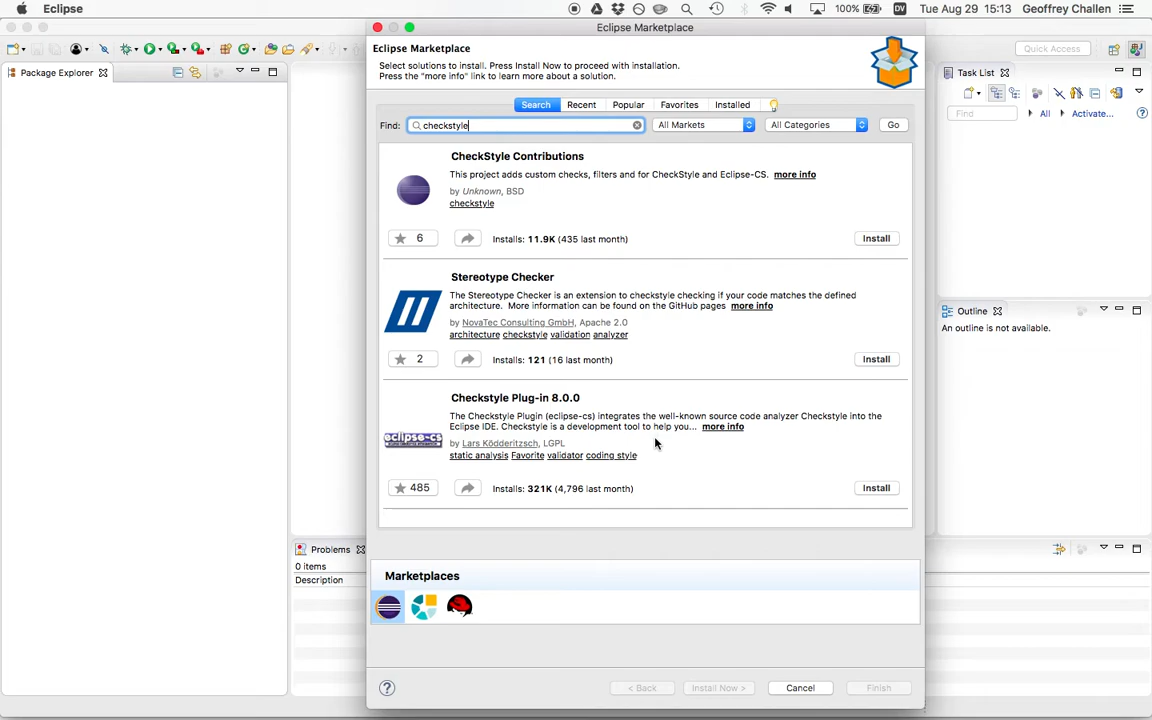 Eclipse
100%
DV
Tue Aug 29 15:13
Geoffrey Challen
Eclipse Marketplace
Quick Access
Package Explorer
Eclipse Marketplace
Select solutions to install. Press Install Now to proceed with installation.
Press the "more info" link to learn more about a solution.
Task List
Search
Recent
Popular
Favorites
Installed
Find
All
Activate...
Find:
checkstyle
All Markets
All Categories
Go
CheckStyle Contributions
This project adds custom checks, filters and for CheckStyle and Eclipse-CS. more info
by Unknown, BSD
checkstyle
6
Installs: 11.9K (435 last month)
Install
Stereotype Checker
The Stereotype Checker is an extension to checkstyle checking if your code matches the defined
architecture. More information can be found on the GitHub pages more info
by NovaTec Consulting GmbH, Apache 2.0
architecture checkstyle validation analyzer
2
Installs: 121 (16 last month)
Install
Outline
An outline is not available.
Checkstyle Plug-in 8.0.0
The Checkstyle Plugin (eclipse-cs) integrates the well-known source code analyzer Checkstyle into the
Eclipse IDE. Checkstyle is a development tool to help you... more info
eclipse-cs
by Lars Ködderitzsch, LGPL
static analysis Favorite validator coding style
485
Installs: 321K (4,796 last month)
Install
Problems
0 items
Description
Marketplaces
?
< Back
Install Now >
Cancel
Finish